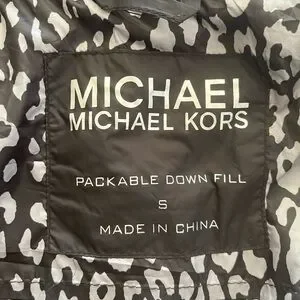 MICHAEL
MICHAEL KORS
PACKABLE DOWN FILL
S
MADE IN CHINA